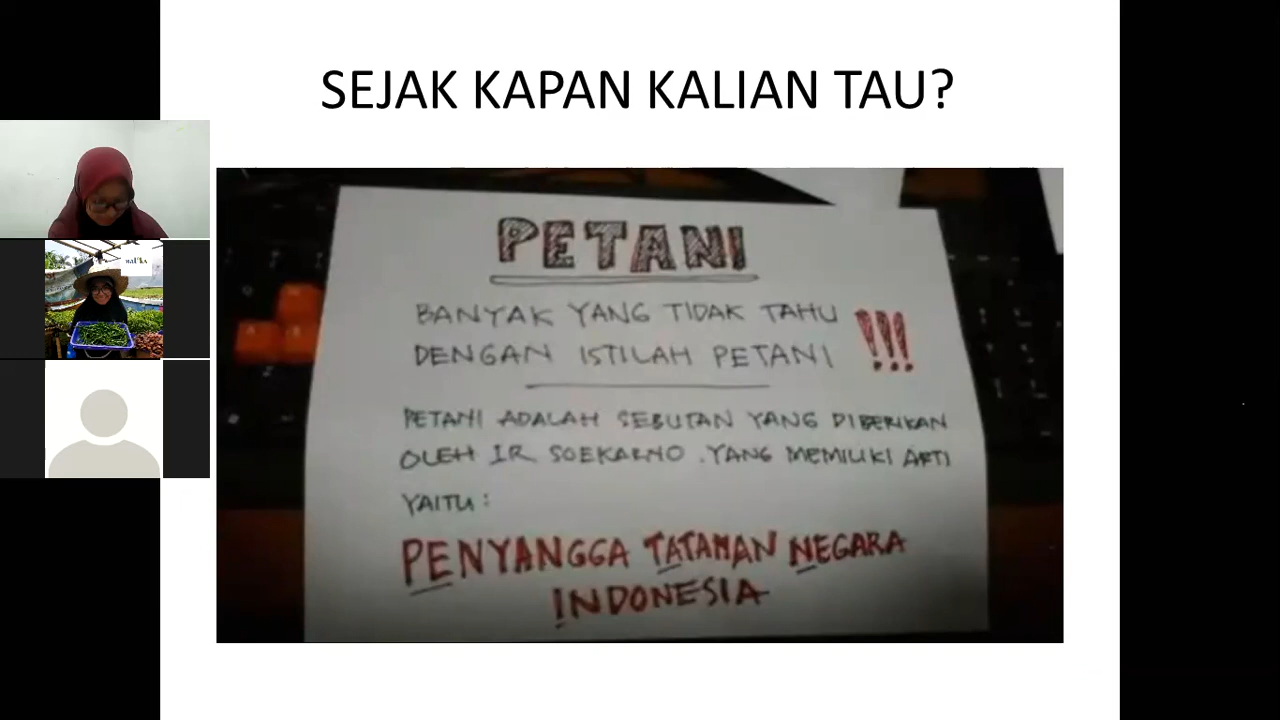 SEJAK KAPAN KALIAN TAU?
PETANI
BANYAK YANG TIDAK TAHU
DENGAN ISTILAH PETANI !!!
PETANI ADALAH SEBUTAN YANG DIBERIKAN
OLEH IR SOEKARNO . YANG MEMILIKI ARTI
YAITU :
PENYANGGA TATANAN NEGARA
INDONESIA